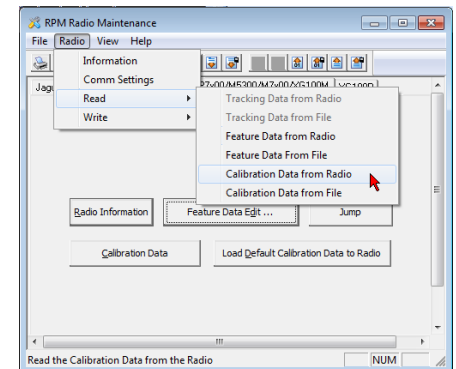 RPM Radio Maintenance
File Radio View Help
Information
Comm Settings
Read
Write
Tracking Data from Radio
Tracking Data from File
Feature Data from Radio
Feature Data From File
Calibration Data from Radio
Calibration Data from File
Radio Information
Feature Data Edit ...
Jump
Calibration Data
Load Default Calibration Data to Radio
Read the Calibration Data from the Radio
NUM